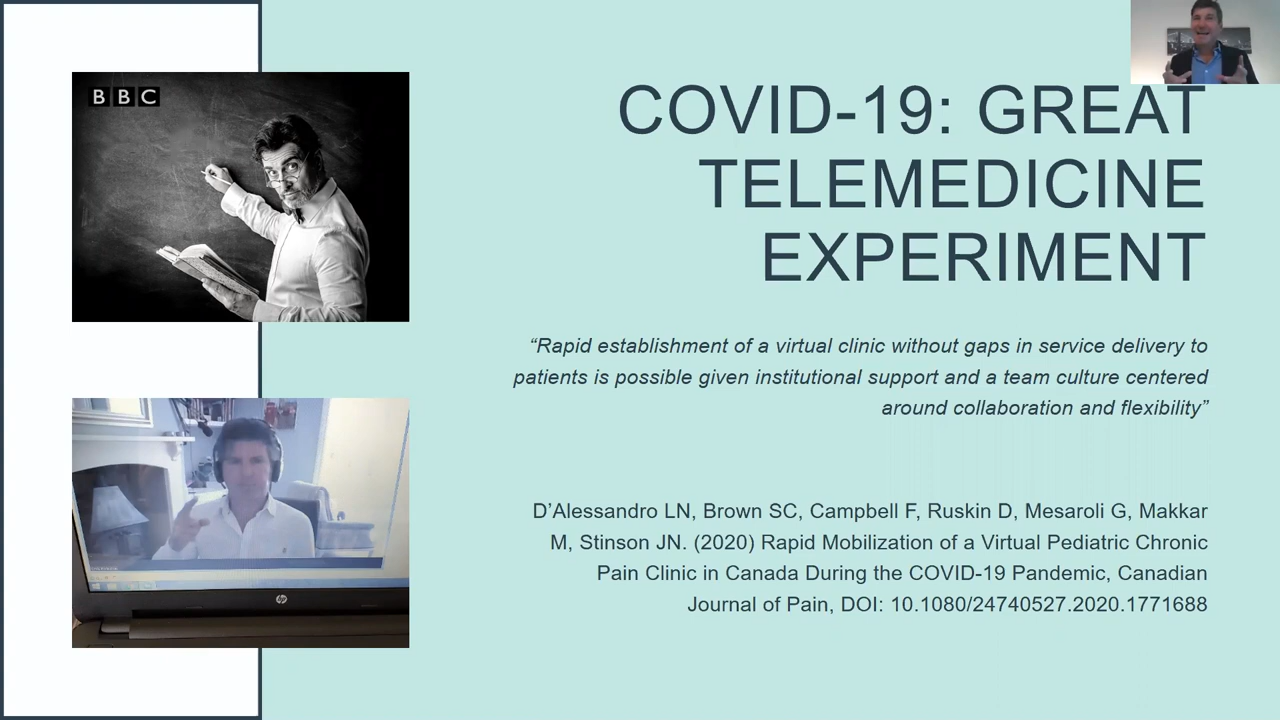 BBC
COVID-19: GREAT
TELEMEDICINE
EXPERIMENT
“Rapid establishment of a virtual clinic without gaps in service delivery to
patients is possible given institutional support and a team culture centered
around collaboration and flexibility”
D’Alessandro LN, Brown SC, Campbell F, Ruskin D, Mesaroli G, Makkar
M, Stinson JN. (2020) Rapid Mobilization of a Virtual Pediatric Chronic
Pain Clinic in Canada During the COVID-19 Pandemic, Canadian
Journal of Pain, DOI: 10.1080/24740527.2020.1771688
hp